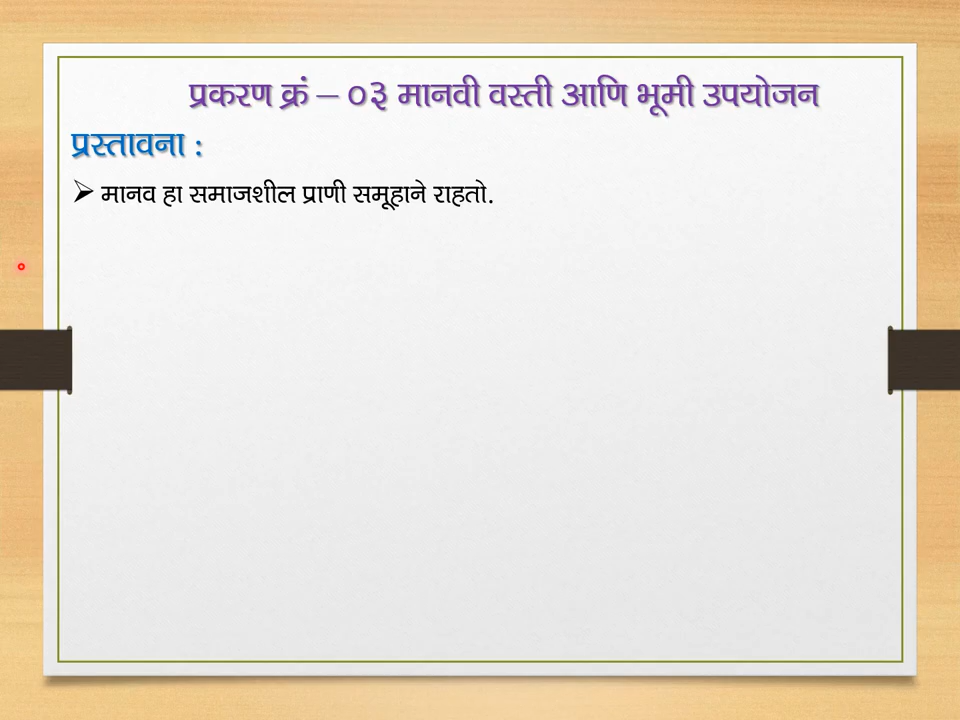 प्रकरण क्रं – ०३ मानवी वस्ती आणि भूमी उपयोजन
प्रस्तावना :
➢ मानव हा समाजशील प्राणी समूहाने राहतो.